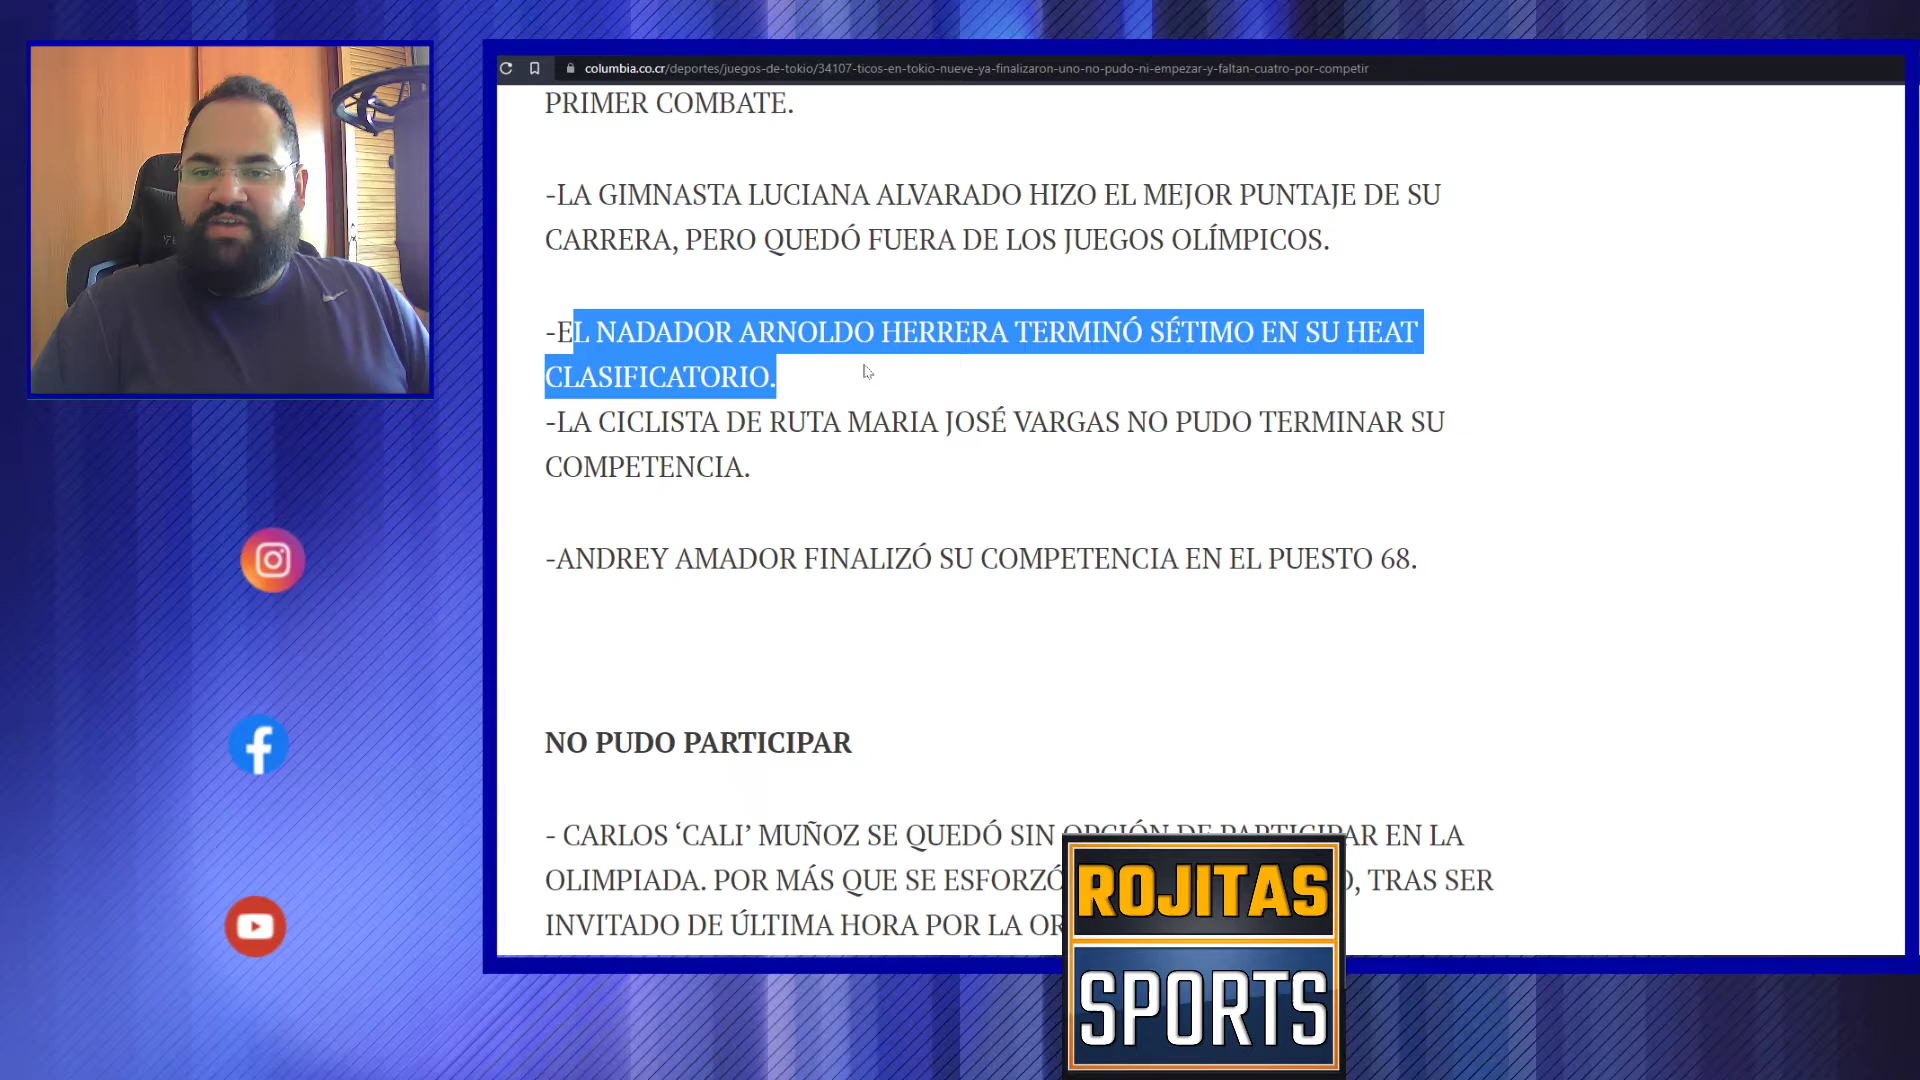 columbia.co.cr/deportes/juegos-de-tokio/34107-ticos-en-tokio-nueve-ya-finalizaron-uno-no-pudo-ni-empezar-y-faltan-cuatro-por-competir
PRIMER COMBATE.
-LA GIMNASTA LUCIANA ALVARADO HIZO EL MEJOR PUNTAJE DE SU
CARRERA, PERO QUEDÓ FUERA DE LOS JUEGOS OLÍMPICOS.
-EL NADADOR ARNOLDO HERRERA TERMINÓ SÉTIMO EN SU HEAT
CLASIFICATORIO.
-LA CICLISTA DE RUTA MARIA JOSÉ VARGAS NO PUDO TERMINAR SU
COMPETENCIA.
-ANDREY AMADOR FINALIZÓ SU COMPETENCIA EN EL PUESTO 68.
NO PUDO PARTICIPAR
- CARLOS ‘CALI’ MUÑOZ SE QUEDÓ SIN OPCIÓN DE PARTICIPAR EN LA
OLIMPIADA. POR MÁS QUE SE ESFORZÓ TRAS SER
INVITADO DE ÚLTIMA HORA POR LA
ROJITAS
SPORTS